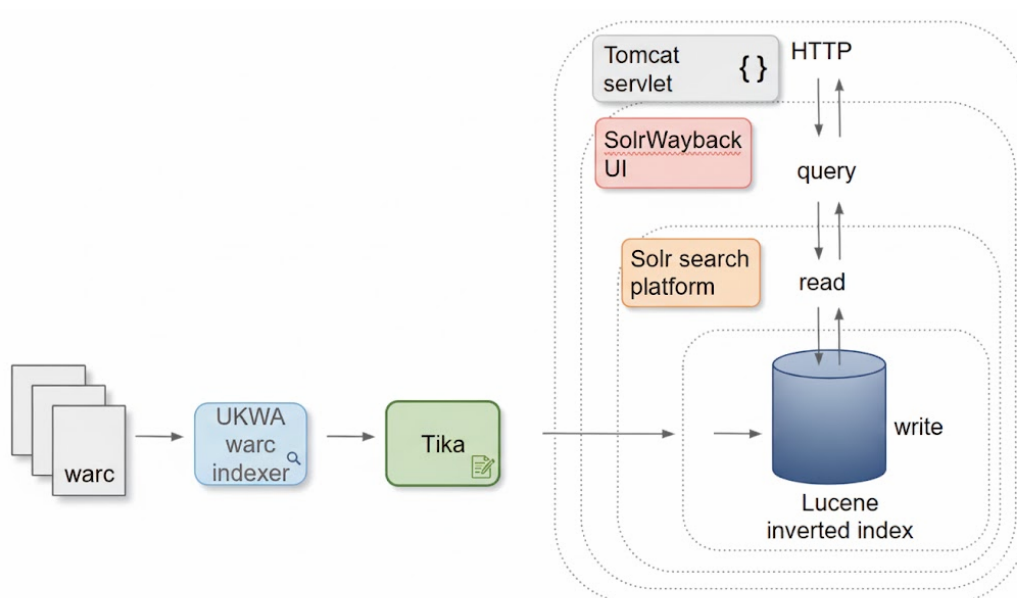 Tomcat
servlet
{ }
HTTP
SolrWayback
UI
query
Solr search
platform
read
warc
UKWA
warc
indexer
Tika
write
Lucene
inverted index